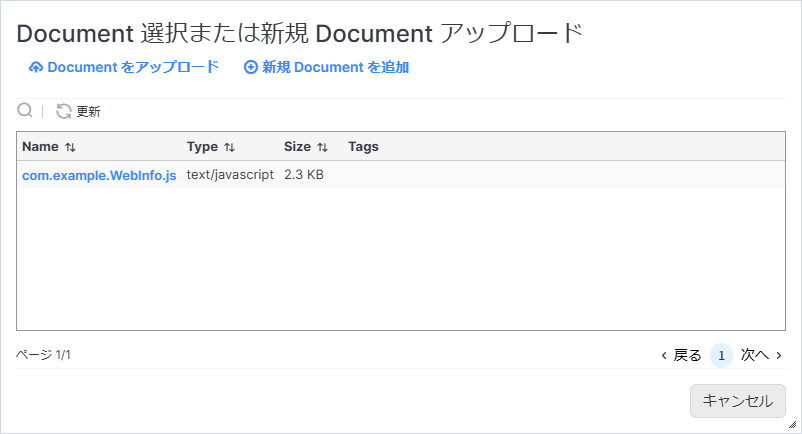 Document 選択または新規 Document アップロード
Document をアップロード 新規 Document を追加
更新
Name Type Size Tags
com.example.WebInfo.js text/javascript 2.3 KB
ページ 1/1 ‹ 戻る 1 次へ ›
キャンセル